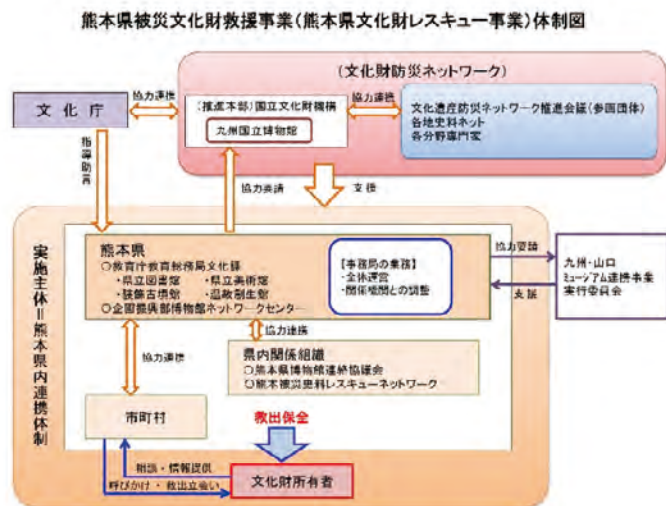 熊本県被災文化財救援事業(熊本県文化財レスキュー事業)体制図
(文化財防災ネットワーク)
文化庁
協力連携
(推進本部)国立文化財機構
九州国立博物館
協力連携
文化遺産防災ネットワーク推進会議(参画団体)
各地史料ネット
各分野専門家
指導助言
協力要請
支援
実施主体=熊本県内連携体制
熊本県
○教育庁教育総務局文化課
・県立図書館 ・県立美術館
・装飾古墳館 ・温故創生館
○企画振興部博物館ネットワークセンター
【事務局の業務】
・全体運営
・関係機関との調整
協力要請
支援
九州・山口
ミュージアム連携事業
実行委員会
協力連携
協力連携
県内関係組織
○熊本県博物館連絡協議会
○熊本被災史料レスキューネットワーク
市町村
救出保全
相談・情報提供
呼びかけ・救出立会い
文化財所有者